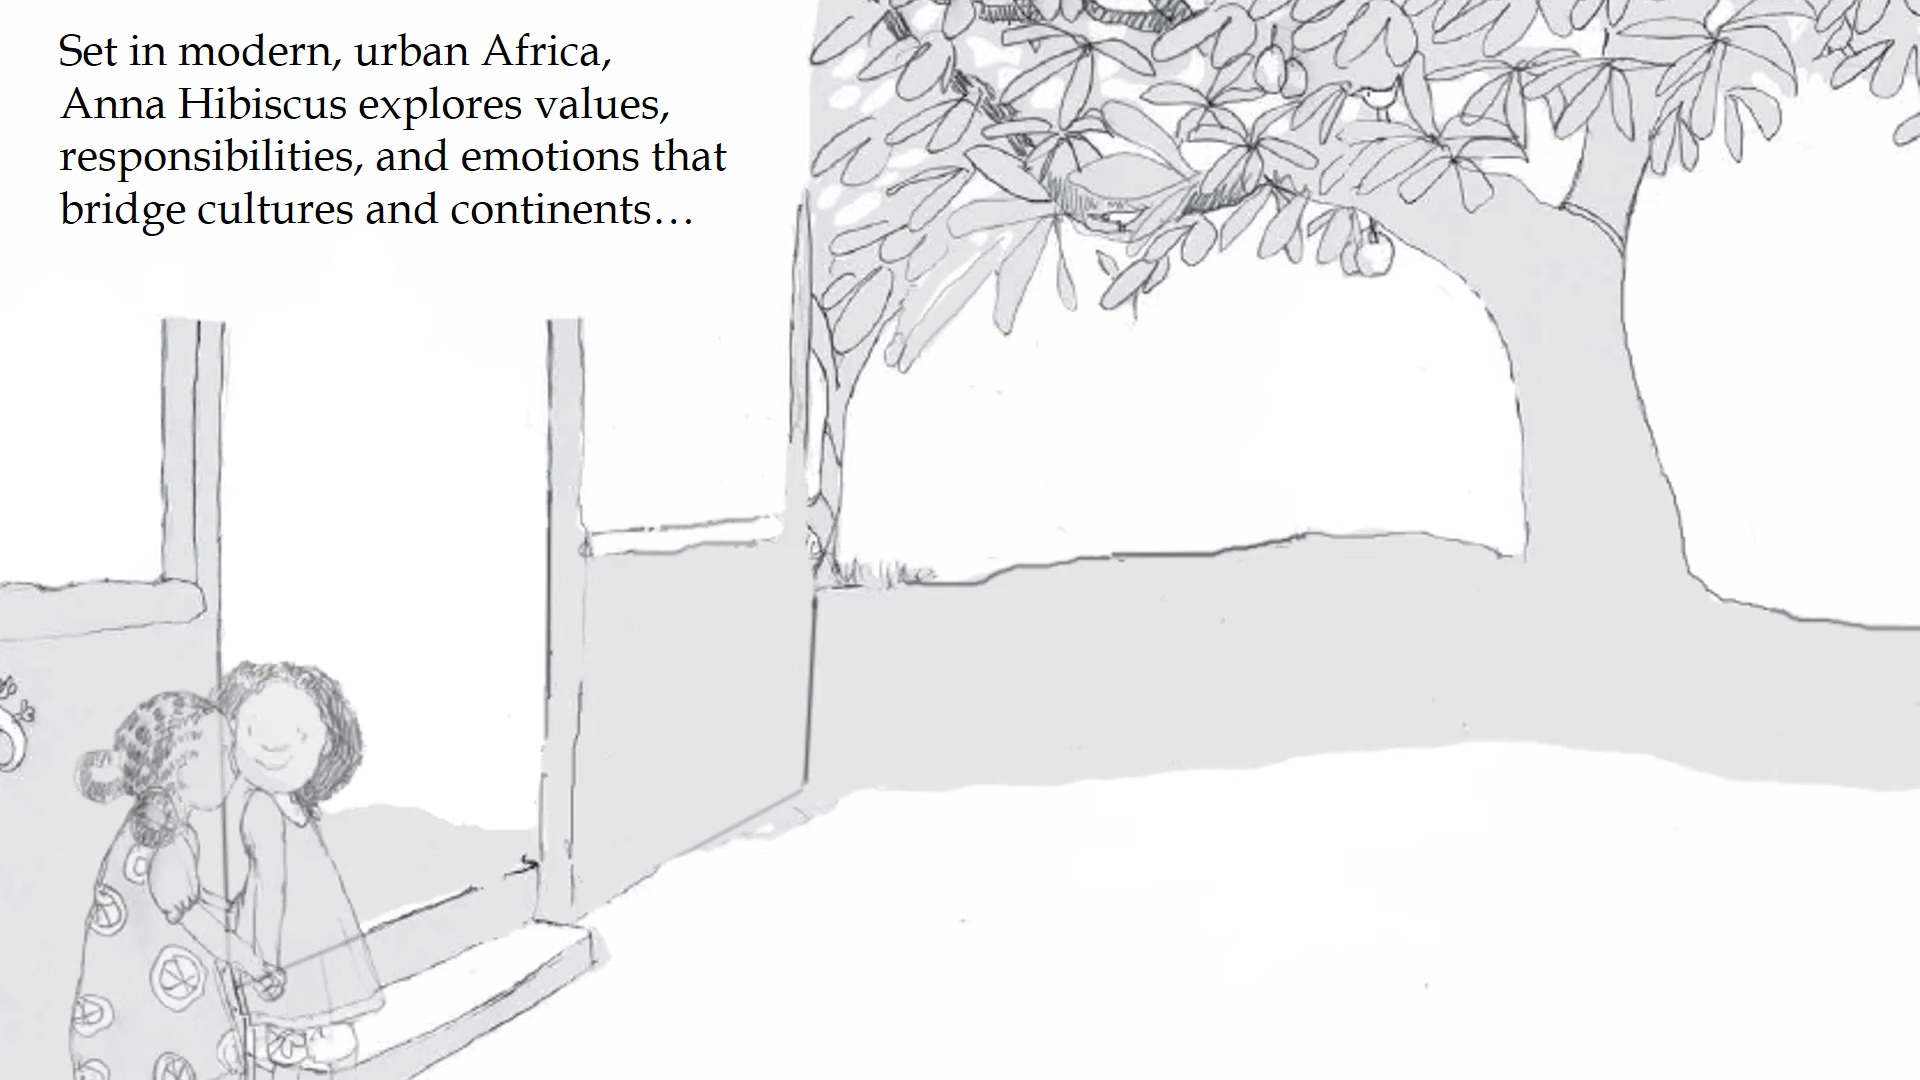 Set in modern, urban Africa,
Anna Hibiscus explores values,
responsibilities, and emotions that
bridge cultures and continents…